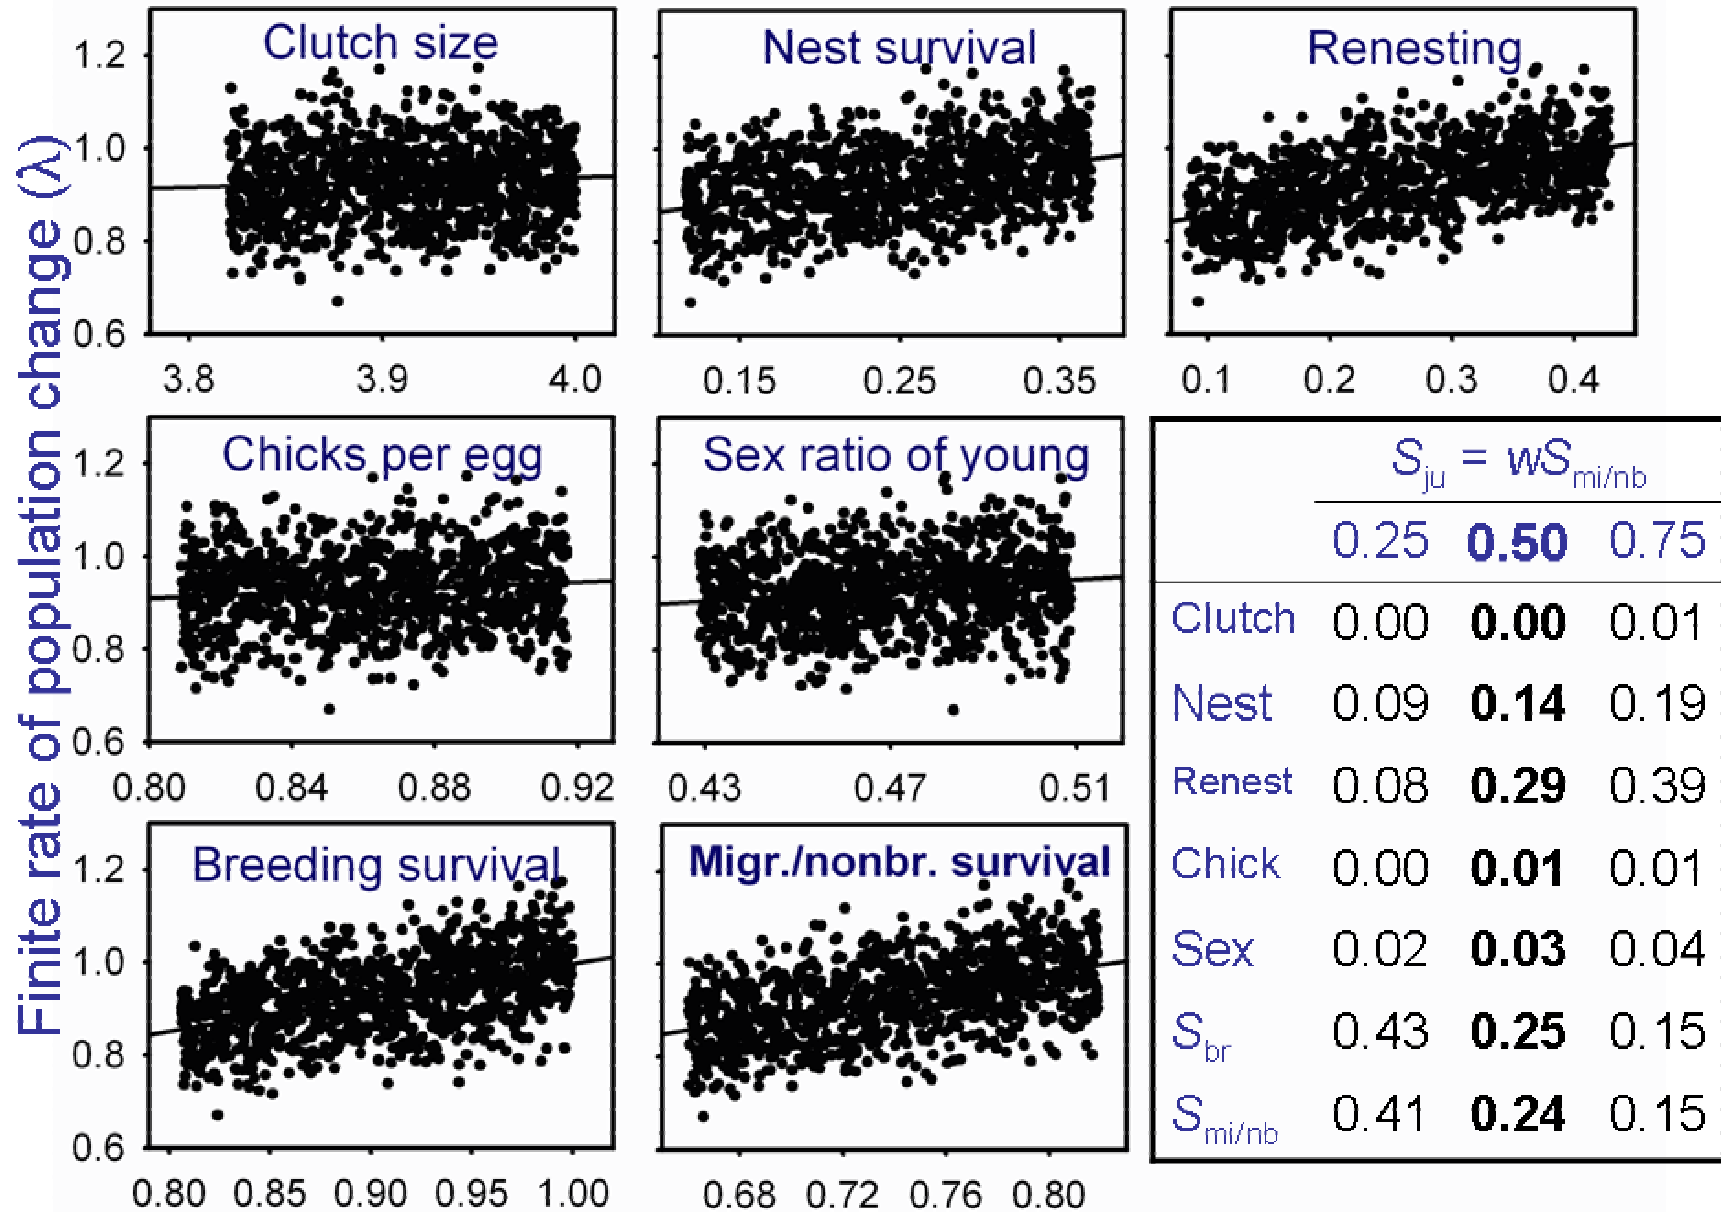 Finite rate of population change (λ)
Clutch size
1.2
1.0
0.8
0.6
3.8 3.9 4.0
Nest survival
0.15 0.25 0.35
Renesting
0.1 0.2 0.3 0.4
Chicks per egg
1.2
1.0
0.8
0.6
0.80 0.84 0.88 0.92
Sex ratio of young
0.43 0.47 0.51
Breeding survival
1.2
1.0
0.8
0.6
0.80 0.85 0.90 0.95 1.00
Migr./nonbr. survival
0.68 0.72 0.76 0.80
Sju = wSmi/nb
0.25 0.50 0.75
Clutch 0.00 0.00 0.01
Nest 0.09 0.14 0.19
Renest 0.08 0.29 0.39
Chick 0.00 0.01 0.01
Sex 0.02 0.03 0.04
Sbr 0.43 0.25 0.15
Smi/nb 0.41 0.24 0.15